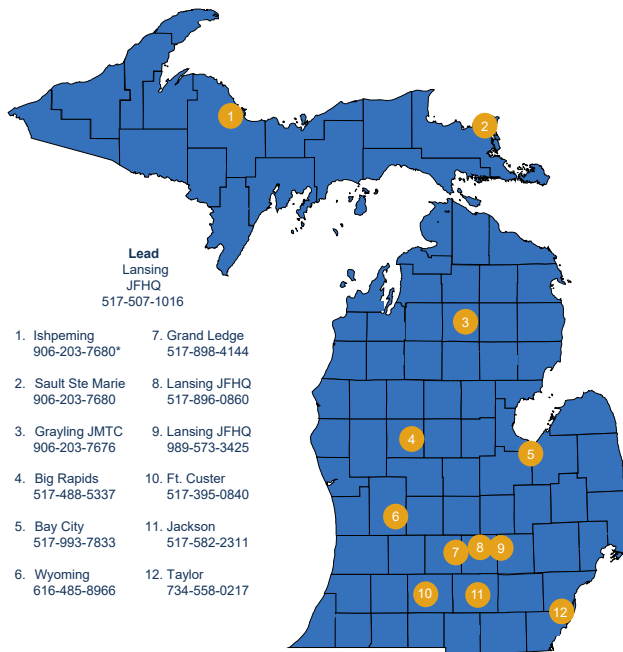 Lead
Lansing
JFHQ
517-507-1016
1. Ishpeming
906-203-7680*
2. Sault Ste Marie
906-203-7680
3. Grayling JMTC
906-203-7676
4. Big Rapids
517-488-5337
5. Bay City
517-993-7833
6. Wyoming
616-485-8966
7. Grand Ledge
517-898-4144
8. Lansing JFHQ
517-896-0860
9. Lansing JFHQ
989-573-3425
10. Ft. Custer
517-395-0840
11. Jackson
517-582-2311
12. Taylor
734-558-0217
1
2
3
4
5
6
7
8
9
10
11
12